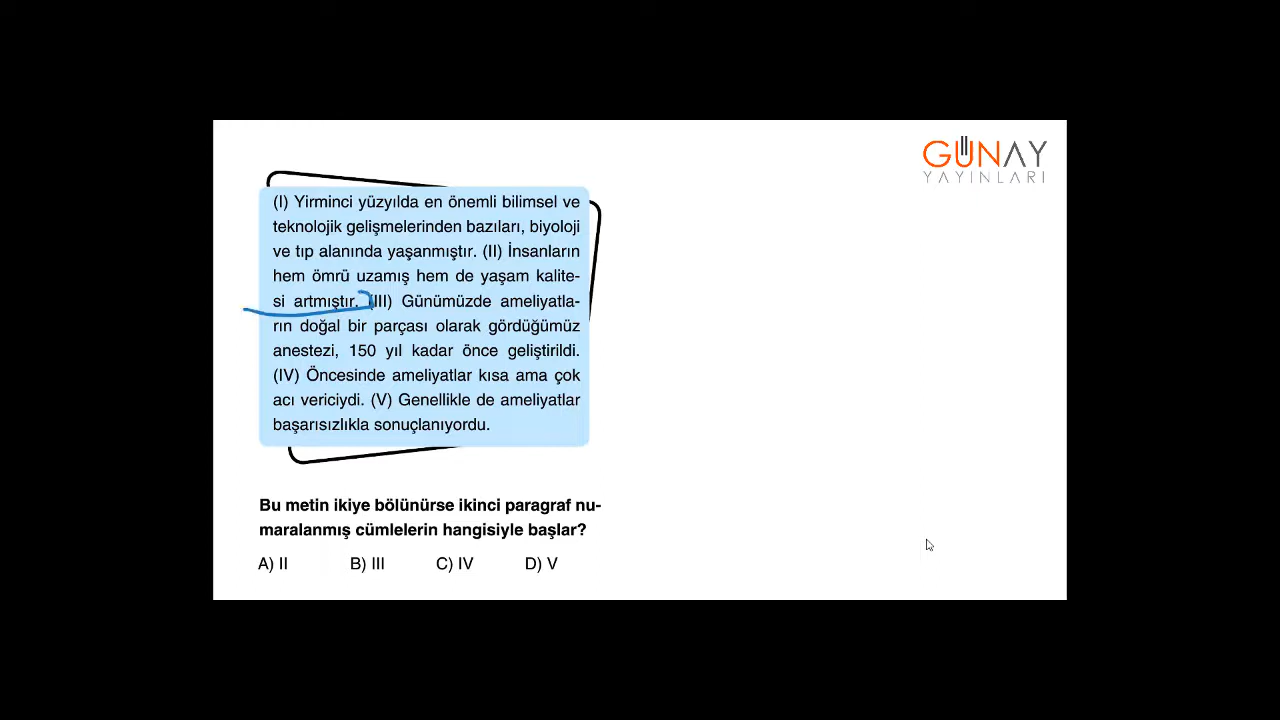 GÜNAY
YAYINLARI
(I) Yirminci yüzyılda en önemli bilimsel ve
teknolojik gelişmelerinden bazıları, biyoloji
ve tıp alanında yaşanmıştır. (II) İnsanların
hem ömrü uzamış hem de yaşam kalite-
si artmıştır. (III) Günümüzde ameliyatla-
rın doğal bir parçası olarak gördüğümüz
anestezi, 150 yıl kadar önce geliştirildi.
(IV) Öncesinde ameliyatlar kısa ama çok
acı vericiydi. (V) Genellikle de ameliyatlar
başarısızlıkla sonuçlanıyordu.
Bu metin ikiye bölünürse ikinci paragraf nu-
maralanmış cümlelerin hangisiyle başlar?
A) II B) III C) IV D) V